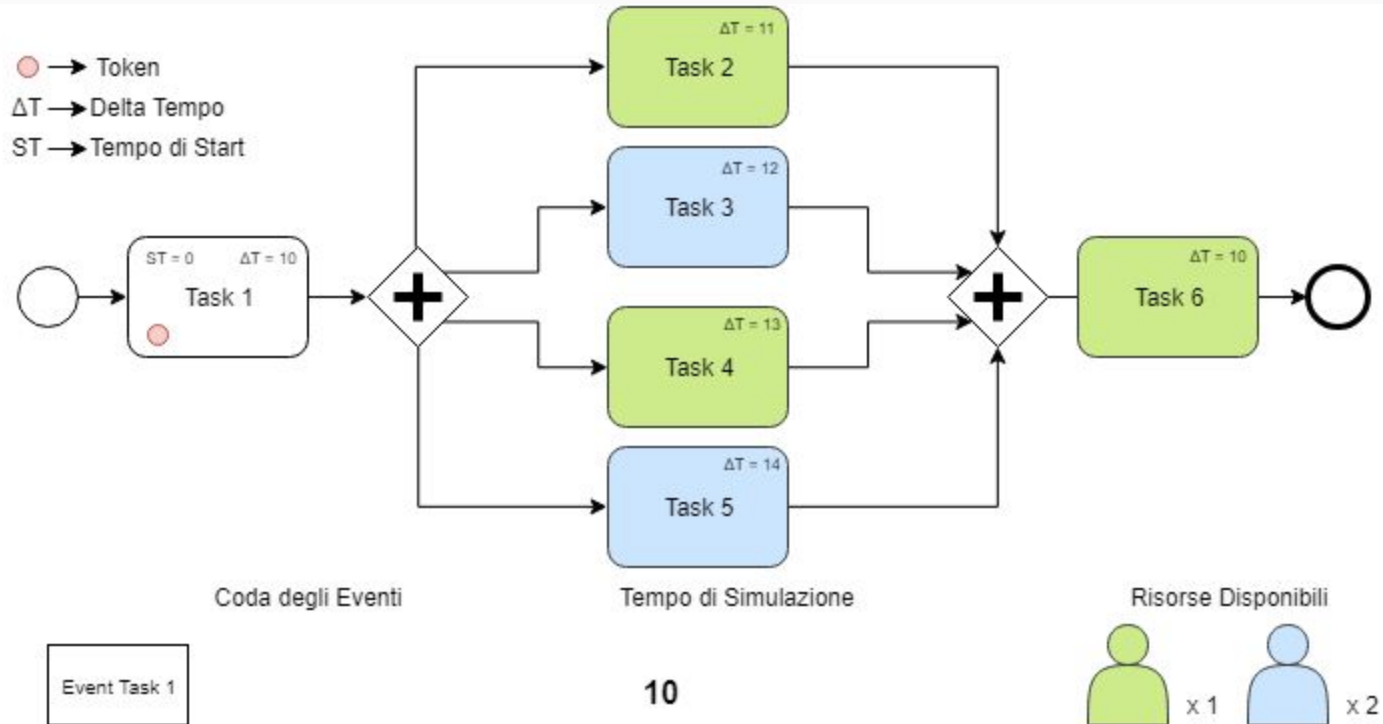 Token
ΔT Delta Tempo
ST Tempo di Start
ΔT = 11
Task 2
ΔT = 12
Task 3
ST = 0 ΔT = 10
Task 1
ΔT = 10
Task 6
ΔT = 13
Task 4
ΔT = 14
Task 5
Coda degli Eventi Tempo di Simulazione Risorse Disponibili
Event Task 1 10 x 1 x 2